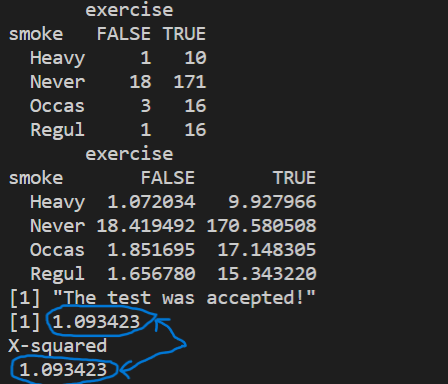 exercise
smoke FALSE TRUE
Heavy 1 10
Never 18 171
Occas 3 16
Regul 1 16
exercise
smoke FALSE TRUE
Heavy 1.072034 9.927966
Never 18.419492 170.580508
Occas 1.851695 17.148305
Regul 1.656780 15.343220
[1] "The test was accepted!"
[1] 1.093423
X-squared
1.093423